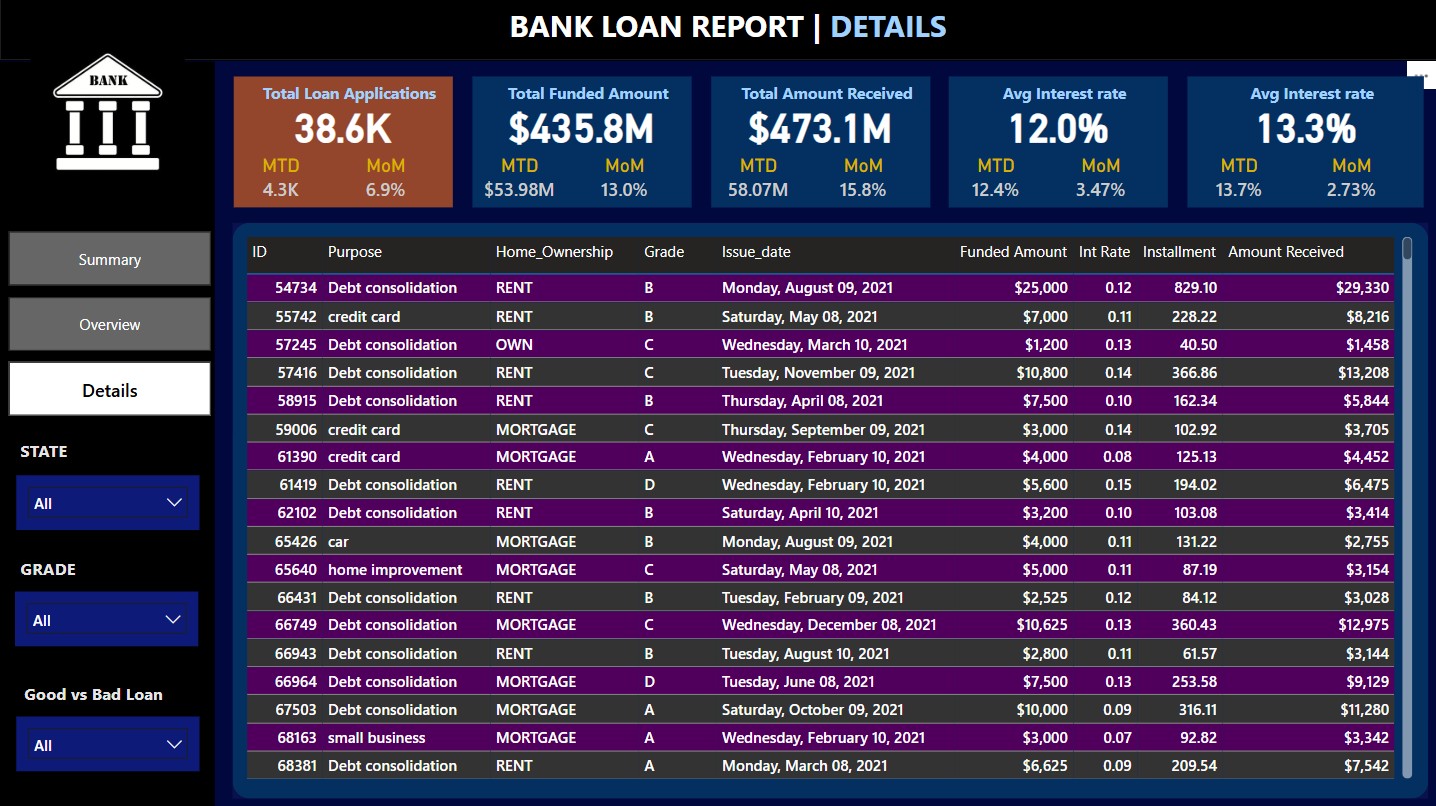 BANK LOAN REPORT | DETAILS
BANK
Total Loan Applications
38.6K
MTD MoM
4.3K 6.9%
Total Funded Amount
$435.8M
MTD MoM
$53.98M 13.0%
Total Amount Received
$473.1M
MTD MoM
58.07M 15.8%
Avg Interest rate
12.0%
MTD MoM
12.4% 3.47%
Avg Interest rate
13.3%
MTD MoM
13.7% 2.73%
Summary
Overview
Details
STATE
All
GRADE
All
Good vs Bad Loan
All
ID Purpose Home_Ownership Grade Issue_date Funded Amount Int Rate Installment Amount Received
54734 Debt consolidation RENT B Monday, August 09, 2021 $25,000 0.12 829.10 $29,330
55742 credit card RENT B Saturday, May 08, 2021 $7,000 0.11 228.22 $8,216
57245 Debt consolidation OWN C Wednesday, March 10, 2021 $1,200 0.13 40.50 $1,458
57416 Debt consolidation RENT C Tuesday, November 09, 2021 $10,800 0.14 366.86 $13,208
58915 Debt consolidation RENT B Thursday, April 08, 2021 $7,500 0.10 162.34 $5,844
59006 credit card MORTGAGE C Thursday, September 09, 2021 $3,000 0.14 102.92 $3,705
61390 credit card MORTGAGE A Wednesday, February 10, 2021 $4,000 0.08 125.13 $4,452
61419 Debt consolidation RENT D Wednesday, February 10, 2021 $5,600 0.15 194.02 $6,475
62102 Debt consolidation RENT B Saturday, April 10, 2021 $3,200 0.10 103.08 $3,414
65426 car MORTGAGE B Monday, August 09, 2021 $4,000 0.11 131.22 $2,755
65640 home improvement MORTGAGE C Saturday, May 08, 2021 $5,000 0.11 87.19 $3,154
66431 Debt consolidation RENT B Tuesday, February 09, 2021 $2,525 0.12 84.12 $3,028
66749 Debt consolidation MORTGAGE C Wednesday, December 08, 2021 $10,625 0.13 360.43 $12,975
66943 Debt consolidation RENT B Tuesday, August 10, 2021 $2,800 0.11 61.57 $3,144
66964 Debt consolidation MORTGAGE D Tuesday, June 08, 2021 $7,500 0.13 253.58 $9,129
67503 Debt consolidation MORTGAGE A Saturday, October 09, 2021 $10,000 0.09 316.11 $11,280
68163 small business MORTGAGE A Wednesday, February 10, 2021 $3,000 0.07 92.82 $3,342
68381 Debt consolidation RENT A Monday, March 08, 2021 $6,625 0.09 209.54 $7,542